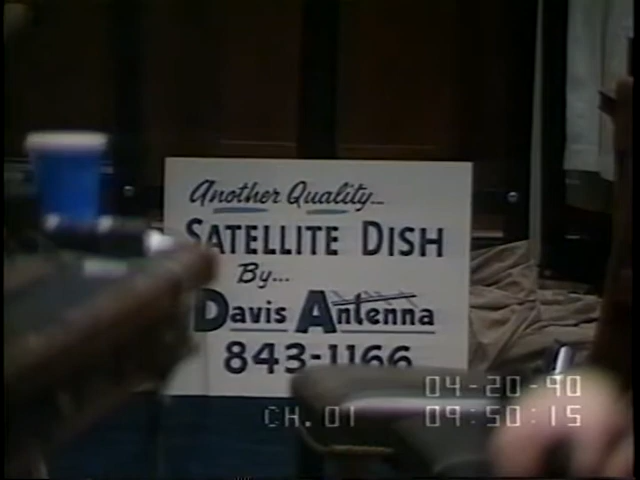 Another Quality...
SATELLITE DISH
By...
Davis Antenna
843-1166
04-20-90
CH.01 09:50:15